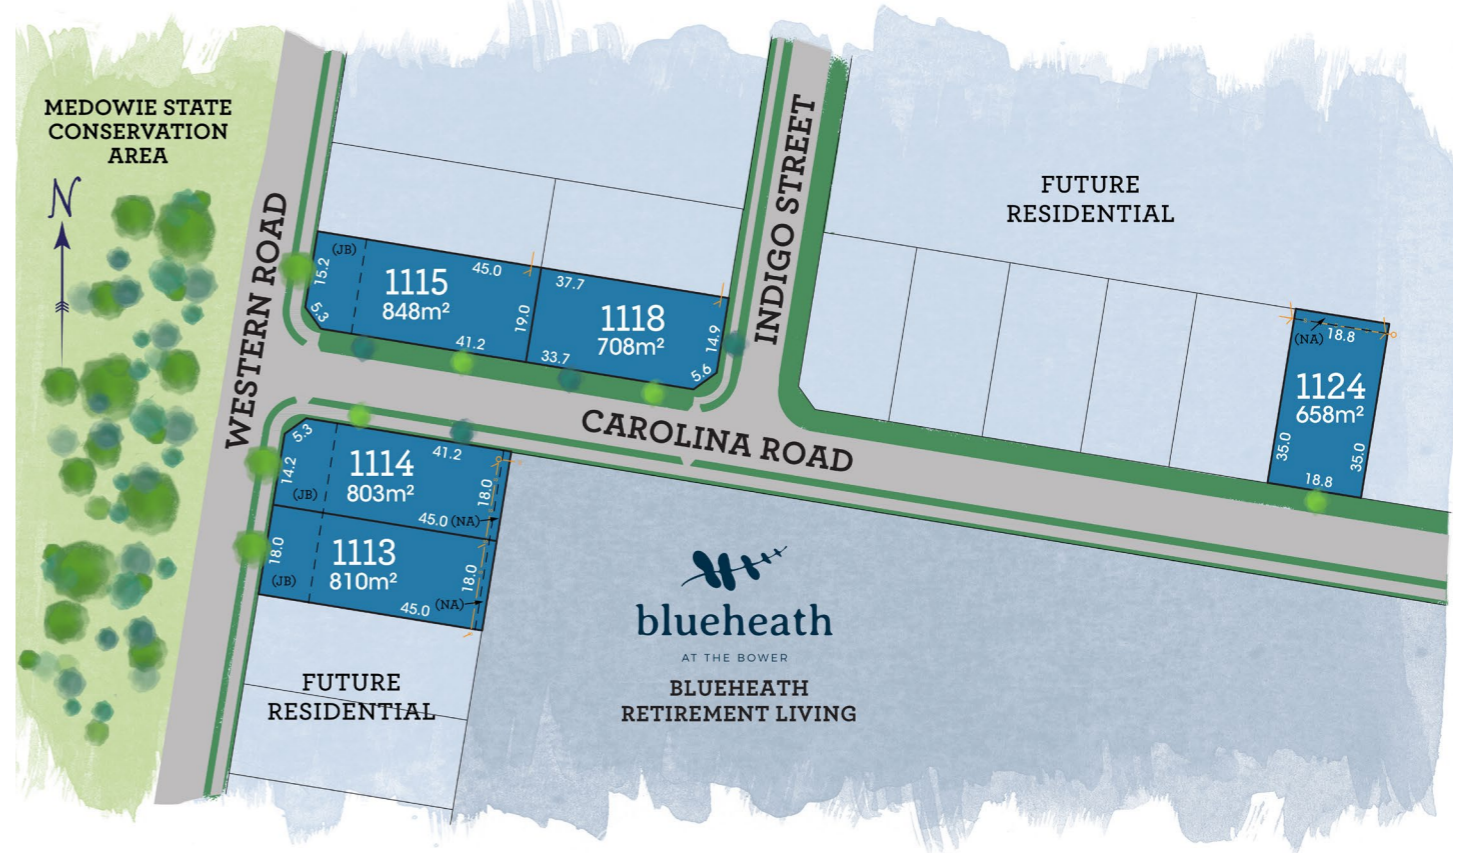 MEDOWIE STATE
CONSERVATION
AREA
N
WESTERN ROAD
INDIGO STREET
CAROLINA ROAD
FUTURE
RESIDENTIAL
(JB)
15.2
5.3
1115
848m²
45.0
41.2
19.0
37.7
1118
708m²
33.7
14.9
5.6
(NA)
18.8
1124
658m²
35.0
35.0
18.8
5.3
14.2
(JB)
1114
803m²
41.2
18.0
45.0
(NA)
18.0
(JB)
1113
810m²
18.0
45.0
(NA)
FUTURE
RESIDENTIAL
blueheath
AT THE BOWER
BLUEHEATH
RETIREMENT LIVING